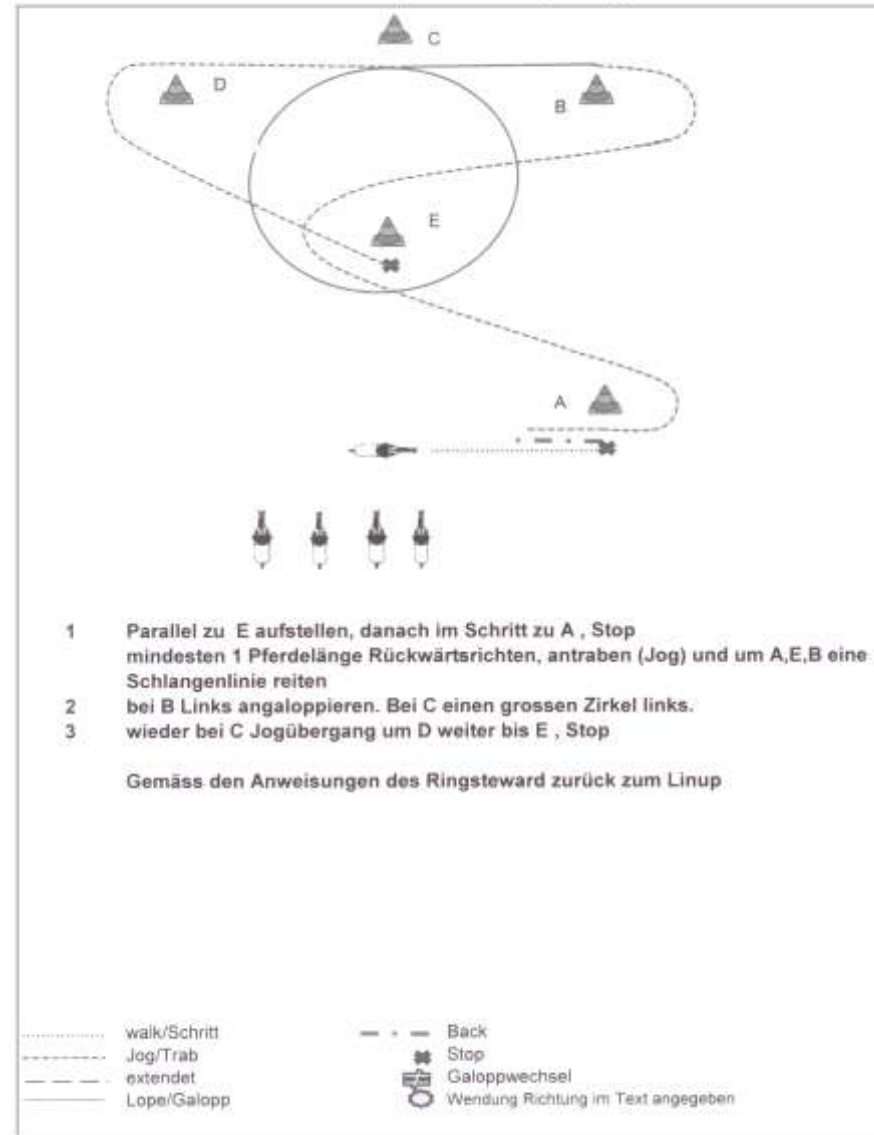 C
D
B
E
A
1 Parallel zu E aufstellen, danach im Schritt zu A , Stop
mindesten 1 Pferdelänge Rückwärtsrichten, antraben (Jog) und um A,E,B eine
Schlangenlinie reiten
2 bei B Links angaloppieren. Bei C einen grossen Zirkel links.
3 wieder bei C Jogübergang um D weiter bis E , Stop
Gemäss den Anweisungen des Ringsteward zurück zum Linup
walk/Schritt
Jog/Trab
extendet
Lope/Galopp
Back
Stop
Galoppwechsel
Wendung Richtung im Text angegeben